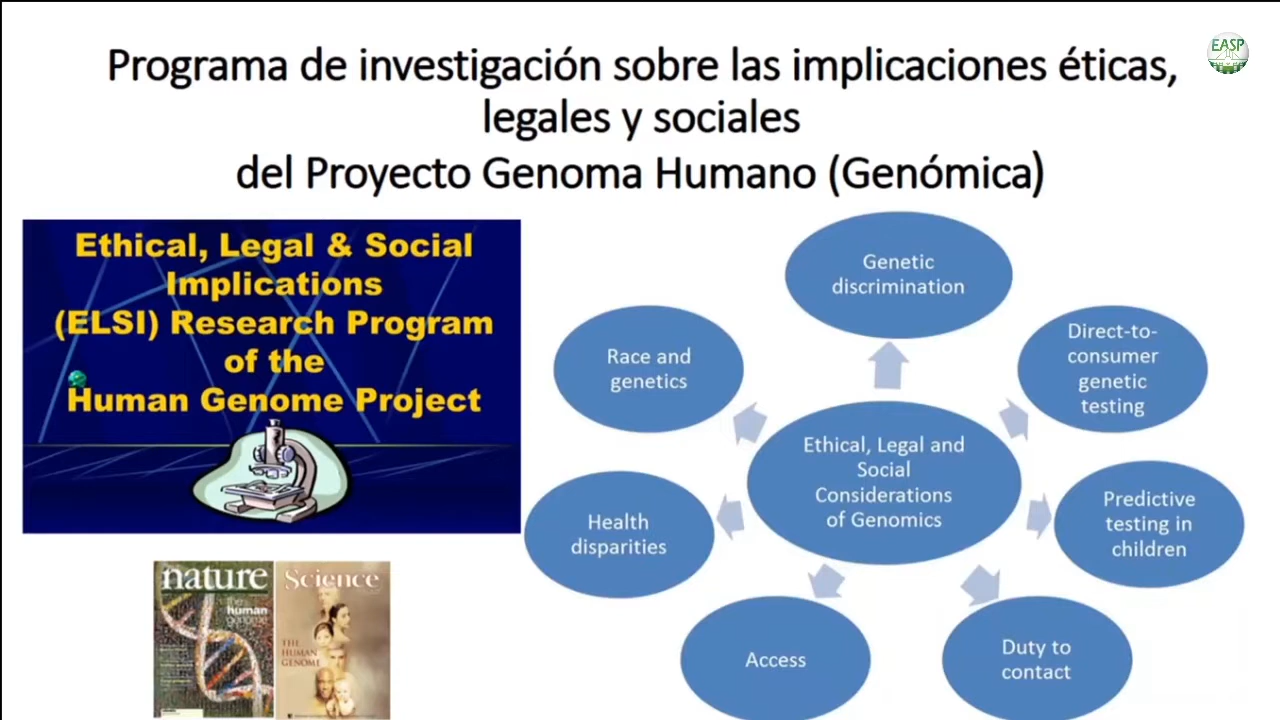 EASP
Programa de investigación sobre las implicaciones éticas,
legales y sociales
del Proyecto Genoma Humano (Genómica)
Ethical, Legal & Social
Implications
(ELSI) Research Program
of the
Human Genome Project
nature
the
human
genome
Science
THE
HUMAN
GENOME
Genetic
discrimination
Direct-to-
consumer
genetic
testing
Predictive
testing in
children
Duty to
contact
Access
Health
disparities
Race and
genetics
Ethical, Legal and
Social
Considerations
of Genomics